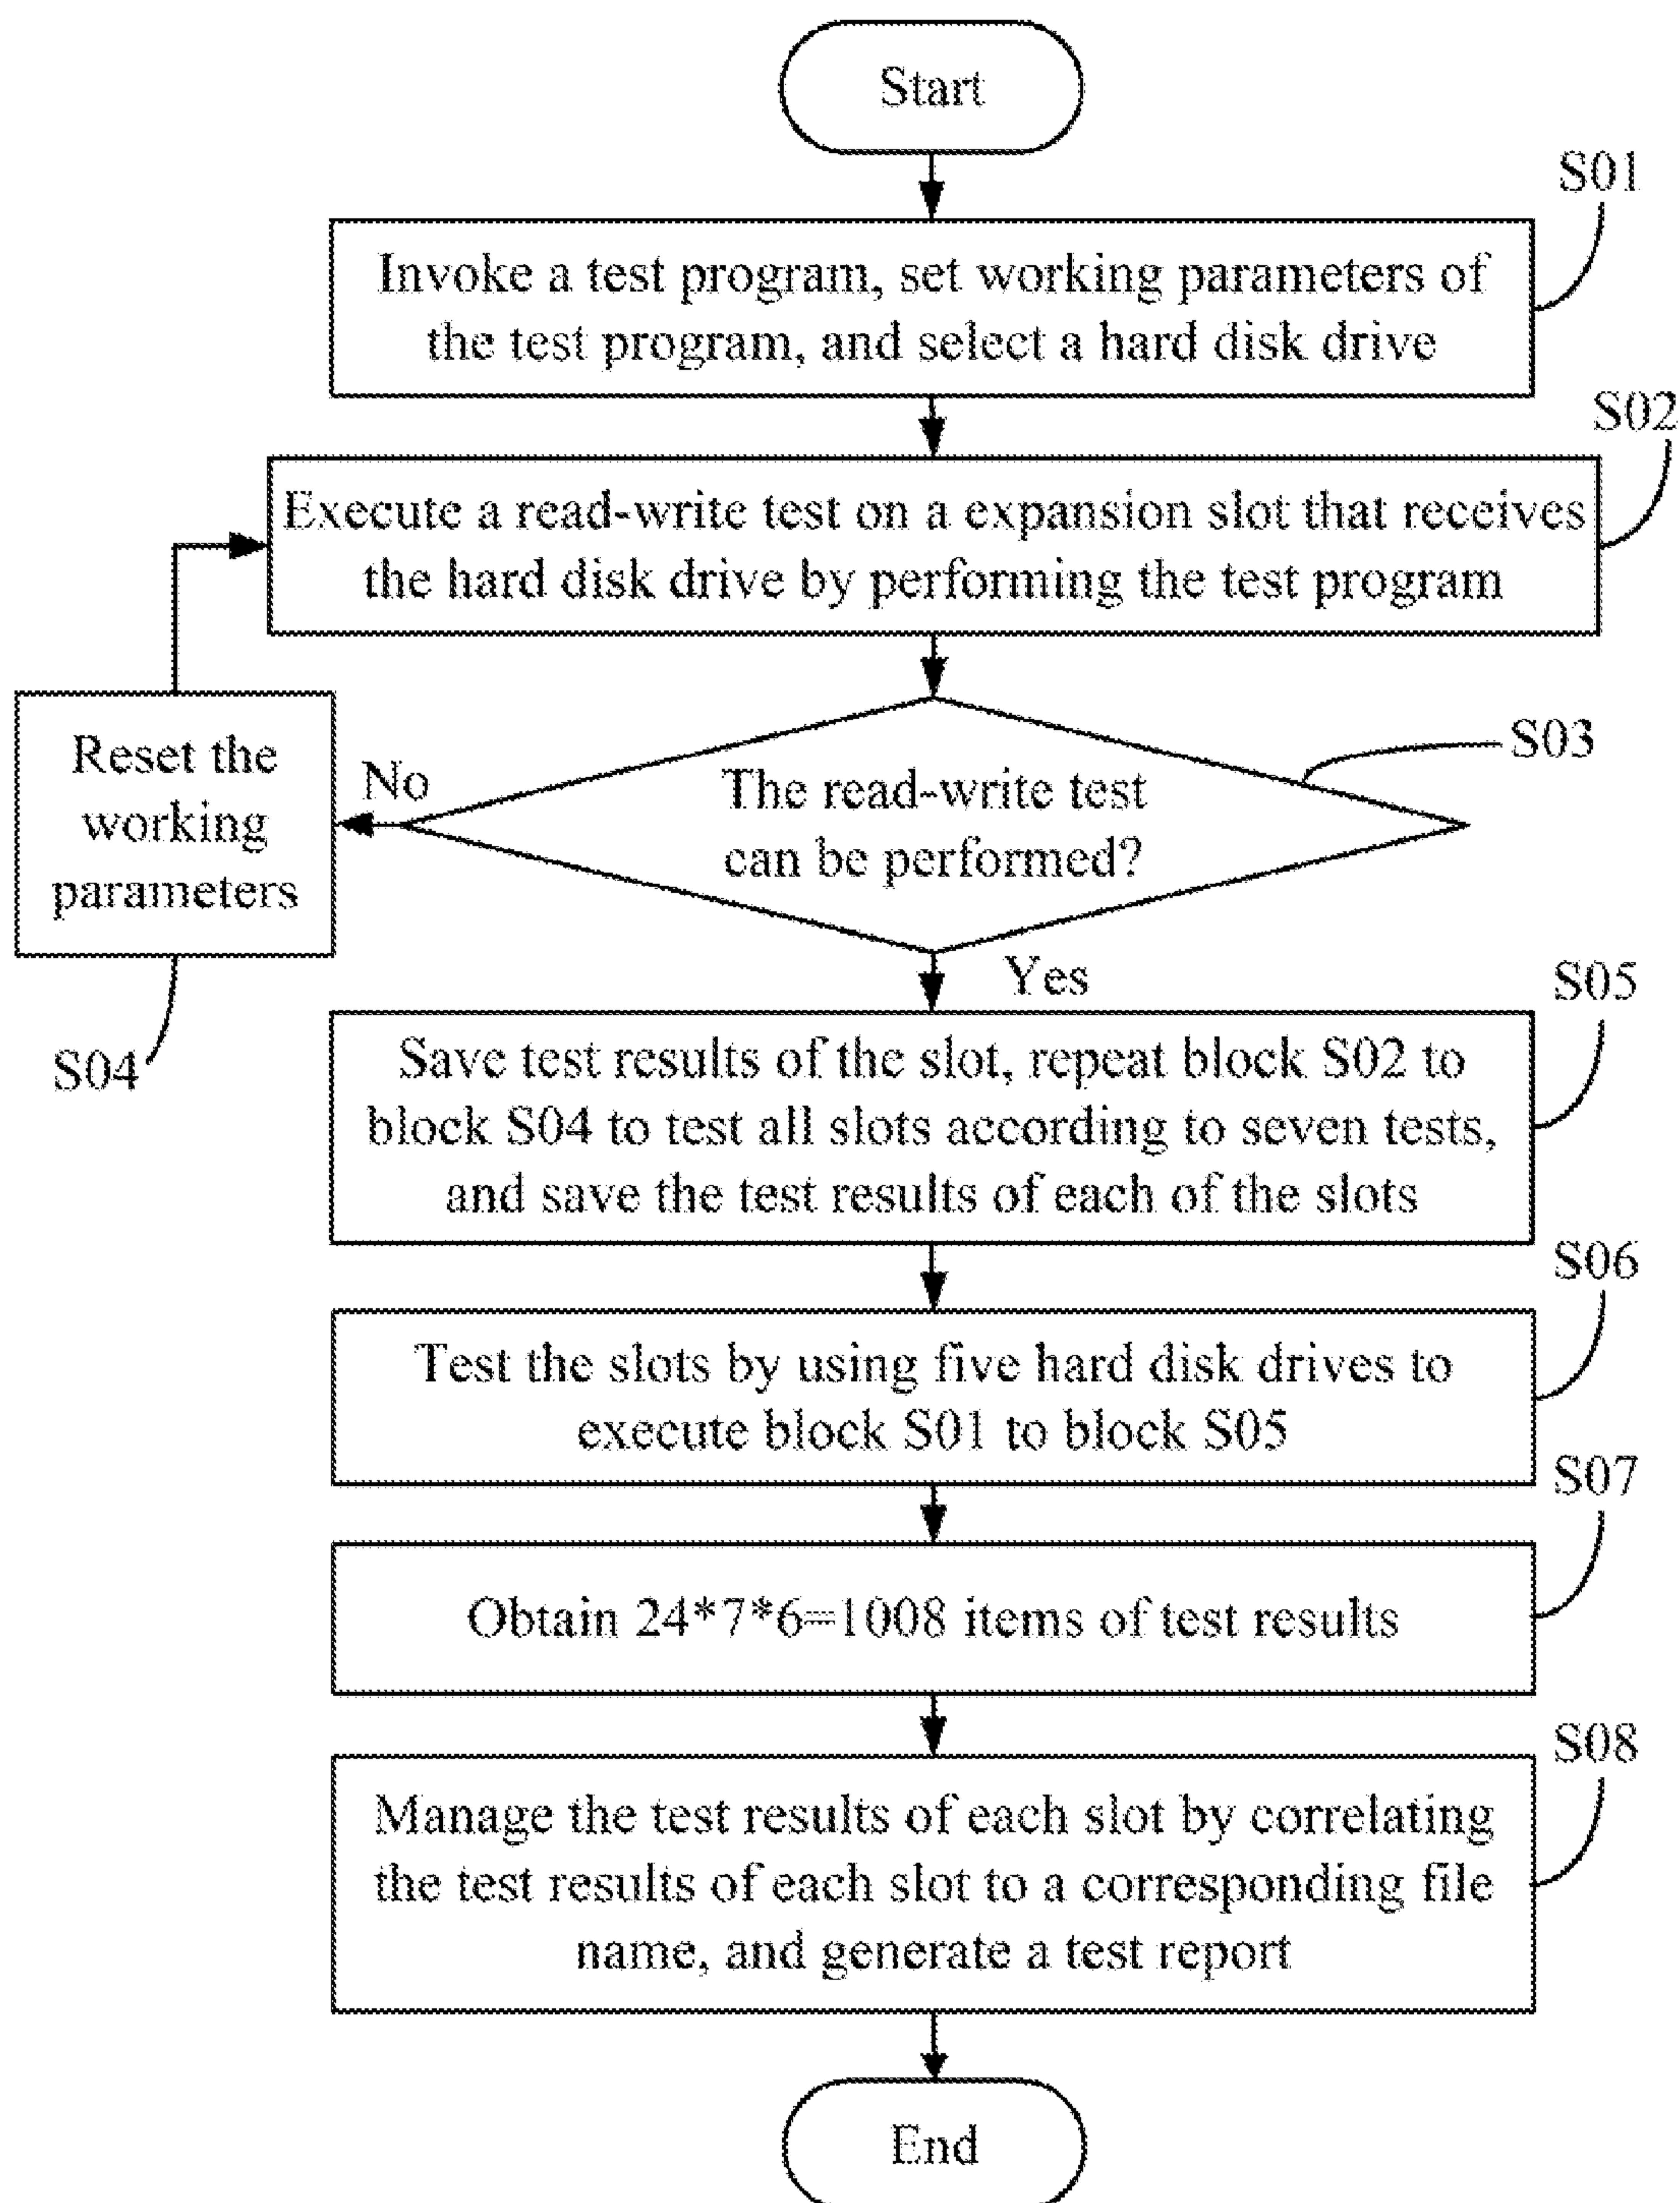 Start
S01
Invoke a test program, set working parameters of
the test program, and select a hard disk drive
S02
Execute a read-write test on a expansion slot that receives
the hard disk drive by performing the test program
S03
The read-write test
can be performed?
No
Reset the
working
parameters
S04
Yes
S05
Save test results of the slot, repeat block S02 to
block S04 to test all slots according to seven tests,
and save the test results of each of the slots
S06
Test the slots by using five hard disk drives to
execute block S01 to block S05
S07
Obtain 24*7*6=1008 items of test results
S08
Manage the test results of each slot by correlating
the test results of each slot to a corresponding file
name, and generate a test report
End